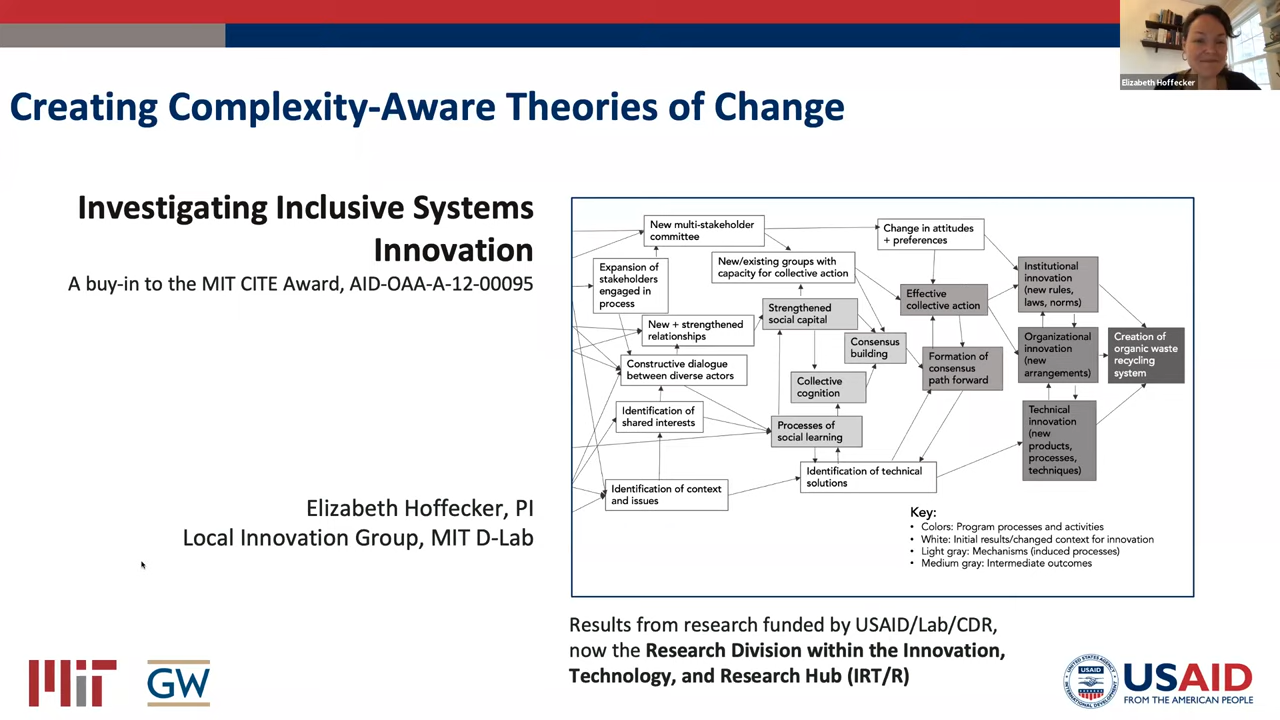 Elizabeth Hoffecker
Creating Complexity-Aware Theories of Change
Investigating Inclusive Systems
Innovation
A buy-in to the MIT CITE Award, AID-OAA-A-12-00095
Elizabeth Hoffecker, PI
Local Innovation Group, MIT D-Lab
New multi-stakeholder
committee
Change in attitudes
+ preferences
Expansion of
stakeholders
engaged in
process
New/existing groups with
capacity for collective action
Institutional
innovation
(new rules,
laws, norms)
Effective
collective action
Strengthened
social capital
New + strengthened
relationships
Consensus
building
Organizational
innovation
(new
arrangements)
Creation of
organic waste
recycling
system
Constructive dialogue
between diverse actors
Formation of
consensus
path forward
Collective
cognition
Identification of
shared interests
Processes of
social learning
Technical
innovation
(new
products,
processes,
techniques)
Identification of technical
solutions
Identification of context
and issues
Key:
• Colors: Program processes and activities
• White: Initial results/changed context for innovation
• Light gray: Mechanisms (induced processes)
• Medium gray: Intermediate outcomes
Results from research funded by USAID/Lab/CDR,
now the Research Division within the Innovation,
Technology, and Research Hub (IRT/R)
MIT
GW
USAID
FROM THE AMERICAN PEOPLE